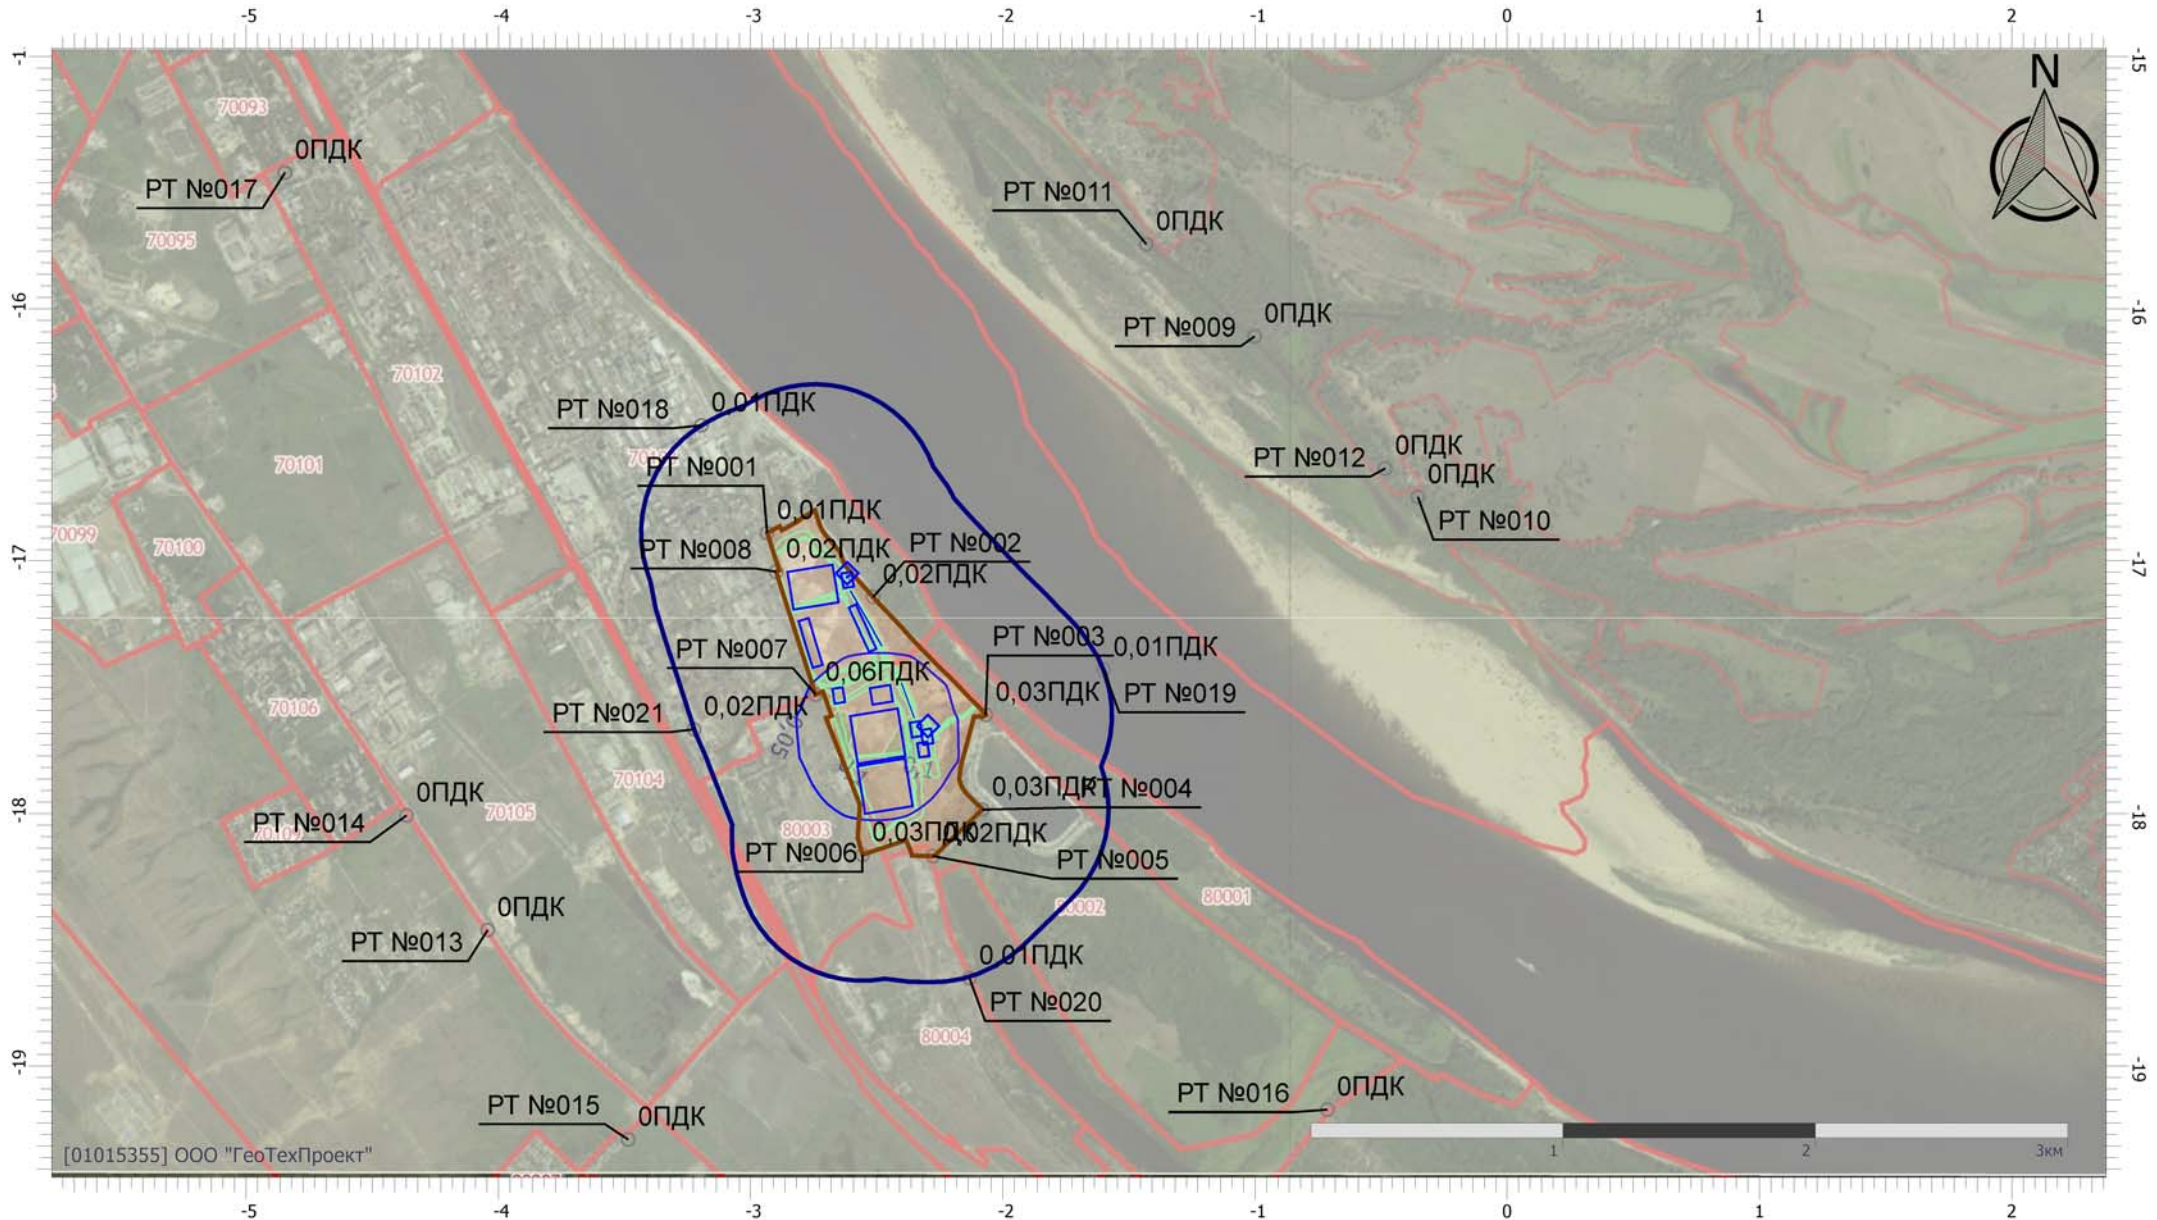 -5 -4 -3 -2 -1 0 1 2
-1
-15
N
70093
0ПДК
РТ №017
70095
РТ №011
0ПДК
-16
-16
0ПДК
РТ №009
70102
РТ №018
0,01ПДК
0ПДК
РТ №012
0ПДК
70101
РТ №001
0,01ПДК
РТ №010
70099
70100
РТ №008
0,02ПДК
РТ №002
0,02ПДК
-17
-17
РТ №003
0,01ПДК
РТ №007
0,06ПДК
0,03ПДК
РТ №019
70106
РТ №021
0,02ПДК
0,05
70104
0ПДК
0,03ПДК
РТ №004
-18
-18
70105
РТ №014
70109
80003
0,03ПДК
0,02ПДК
РТ №006
РТ №005
80002
80001
0ПДК
РТ №013
0,01ПДК
РТ №020
80004
-19
-19
РТ №016
0ПДК
РТ №015
0ПДК
1 2 3км
[01015355] ООО "ГеоТехПроект"
-5 -4 -3 -2 -1 0 1 2